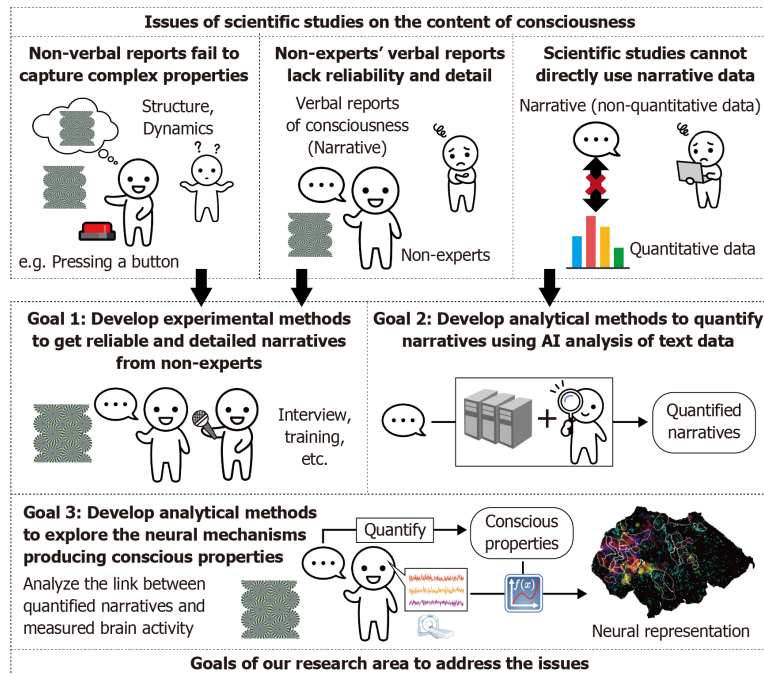 Issues of scientific studies on the content of consciousness
Non-verbal reports fail to
capture complex properties
Structure,
Dynamics
? ?
e.g. Pressing a button
Non-experts' verbal reports
lack reliability and detail
Verbal reports
of consciousness
(Narrative)
Non-experts
Scientific studies cannot
directly use narrative data
Narrative (non-quantitative data)
Quantitative data
Goal 1: Develop experimental methods
to get reliable and detailed narratives
from non-experts
Interview,
training,
etc.
Goal 2: Develop analytical methods to quantify
narratives using AI analysis of text data
+
Quantified
narratives
Goal 3: Develop analytical methods
to explore the neural mechanisms
producing conscious properties
Analyze the link between
quantified narratives and
measured brain activity
Quantify
Conscious
properties
f(x)
Neural representation
Goals of our research area to address the issues